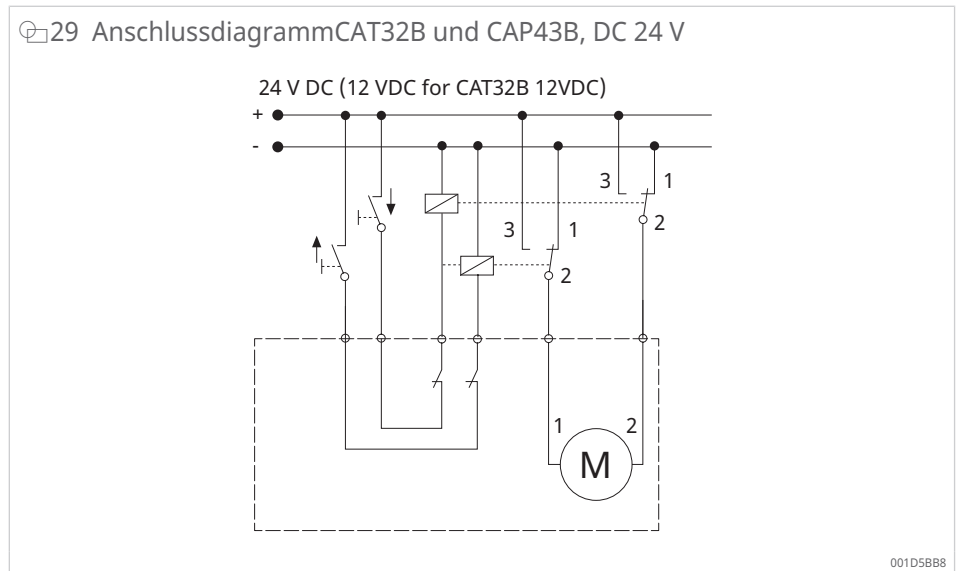 29 AnschlussdiagrammCAT32B und CAP43B, DC 24 V
24 V DC (12 VDC for CAT32B 12VDC)
+
-
3 1
2
3 1
2
1 2
M
001D5BB8